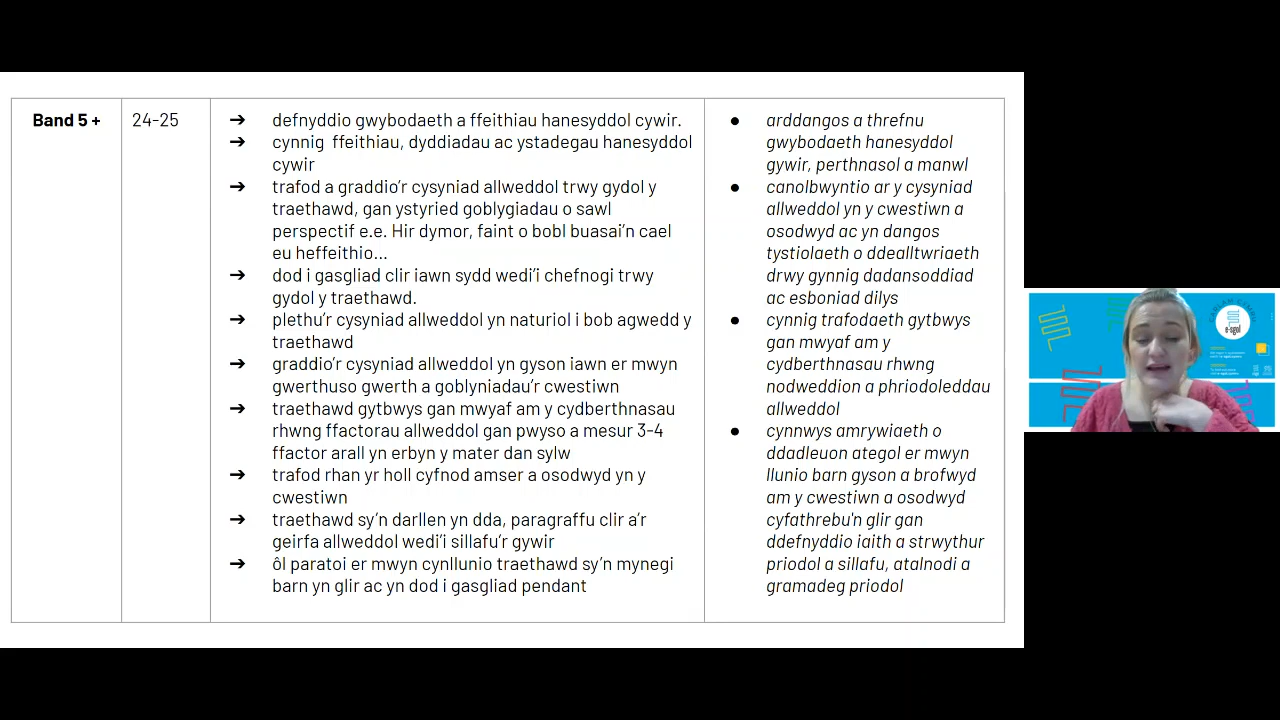 Band 5 +
24-25
➔ defnyddio gwybodaeth a ffeithiau hanesyddol cywir.
➔ cynnig ffeithiau, dyddiadau ac ystadegau hanesyddol
cywir
➔ trafod a graddio'r cysyniad allweddol trwy gydol y
traethawd, gan ystyried goblygiadau o sawl
perspectif e.e. Hir dymor, faint o bobl buasai'n cael
eu heffeithio...
➔ dod i gasgliad clir iawn sydd wedi'i chefnogi trwy
gydol y traethawd.
➔ plethu'r cysyniad allweddol yn naturiol i bob agwedd y
traethawd
➔ graddio'r cysyniad allweddol yn gyson iawn er mwyn
gwerthuso gwerth a goblyniadau'r cwestiwn
➔ traethawd gytbwys gan mwyaf am y cydberthnasau
rhwng ffactorau allweddol gan pwyso a mesur 3-4
ffactor arall yn erbyn y mater dan sylw
➔ trafod rhan yr holl cyfnod amser a osodwyd yn y
cwestiwn
➔ traethawd sy'n darllen yn dda, paragraffu clir a'r
geirfa allweddol wedi'i sillafu'r gywir
➔ ôl paratoi er mwyn cynllunio traethawd sy'n mynegi
barn yn glir ac yn dod i gasgliad pendant
● arddangos a threfnu
gwybodaeth hanesyddol
gywir, perthnasol a manwl
● canolbwyntio ar y cysyniad
allweddol yn y cwestiwn a
osodwyd ac yn dangos
tystiolaeth o ddealltwriaeth
drwy gynnig dadansoddiad
ac esboniad dilys
● cynnig trafodaeth gytbwys
gan mwyaf am y
cydberthnasau rhwng
nodweddion a phriodoleddau
allweddol
● cynnwys amrywiaeth o
ddadleuon ategol er mwyn
llunio barn gyson a brofwyd
am y cwestiwn a osodwyd
cyfathrebu'n glir gan
ddefnyddio iaith a strwythur
priodol a sillafu, atalnodi a
gramadeg priodol
e-sgol